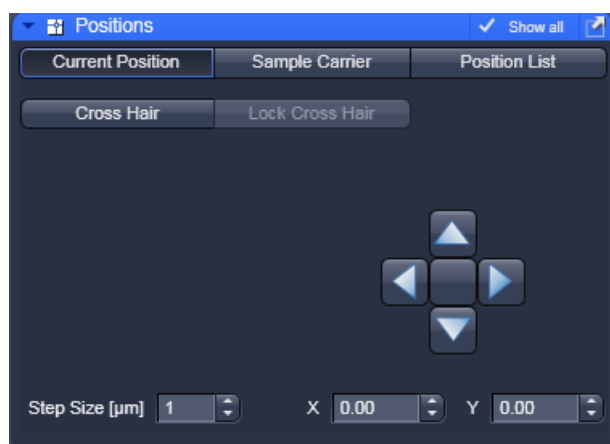 Positions Show all
Current Position Sample Carrier Position List
Cross Hair Lock Cross Hair
Step Size [µm] 1 X 0.00 Y 0.00